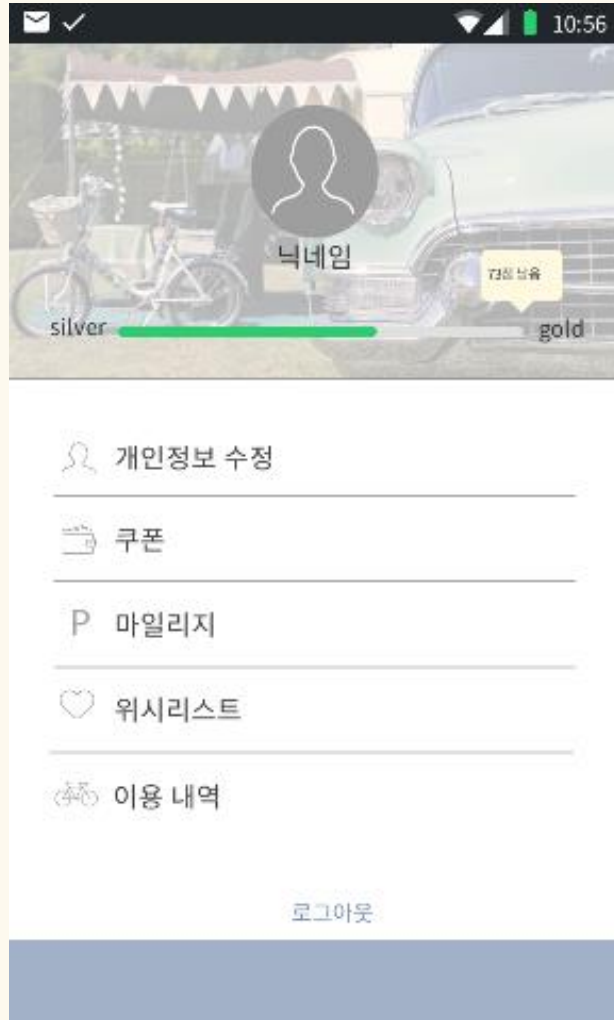 10:56
닉네임
silver
gold
개인정보 수정
쿠폰
P 마일리지
위시리스트
이용 내역
로그아웃